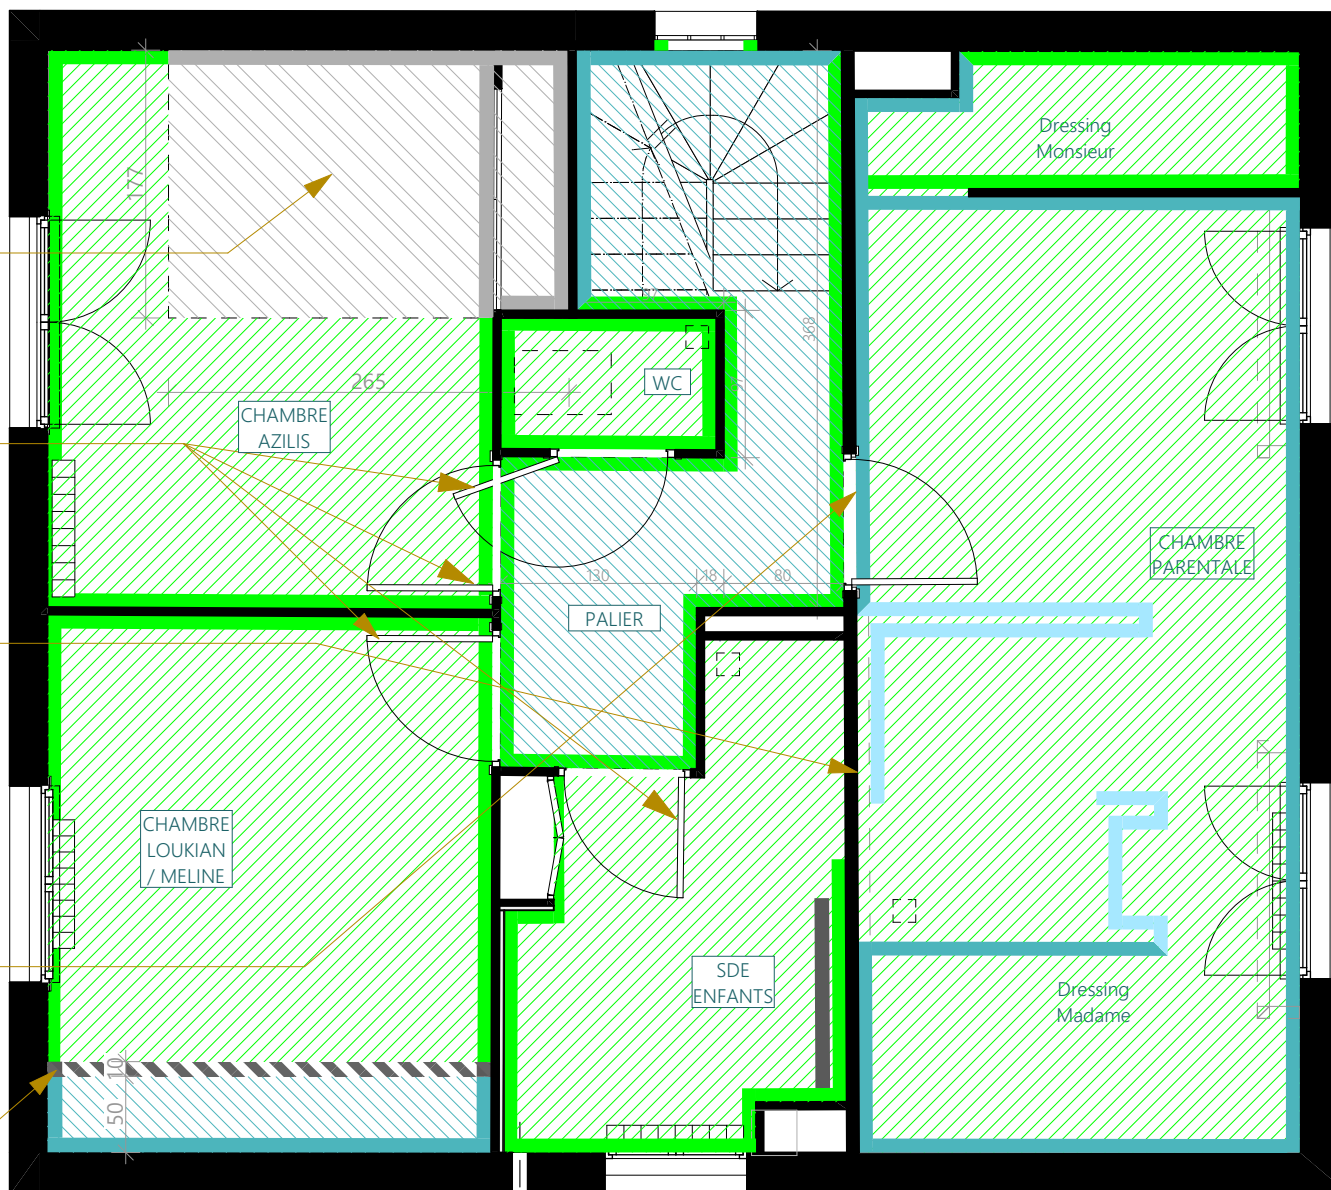 Dressing
Monsieur
177
97
368
265
WC
CHAMBRE
AZILIS
CHAMBRE
PARENTALE
130
18
80
PALIER
CHAMBRE
LOUKIAN
/ MELINE
SDE
ENFANTS
Dressing
Madame
10
50